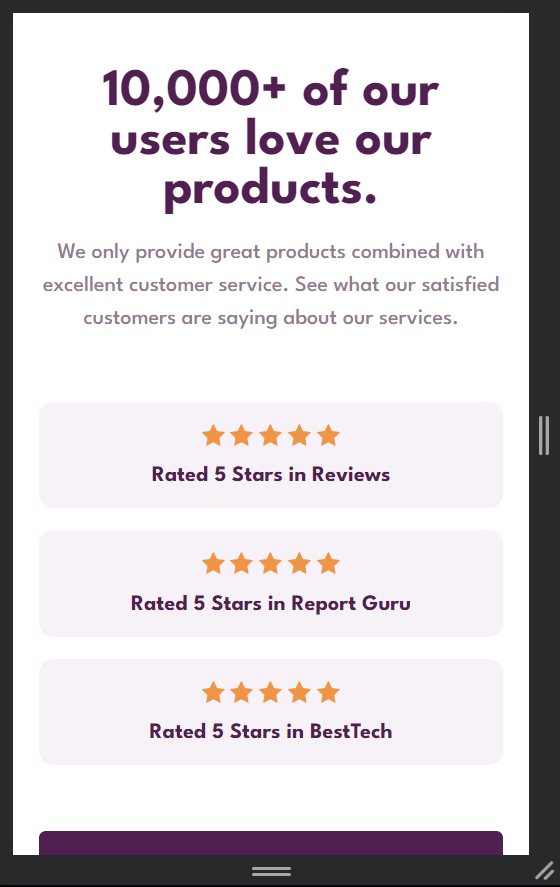 10,000+ of our
users love our
products.
We only provide great products combined with
excellent customer service. See what our satisfied
customers are saying about our services.
Rated 5 Stars in Reviews
Rated 5 Stars in Report Guru
Rated 5 Stars in BestTech